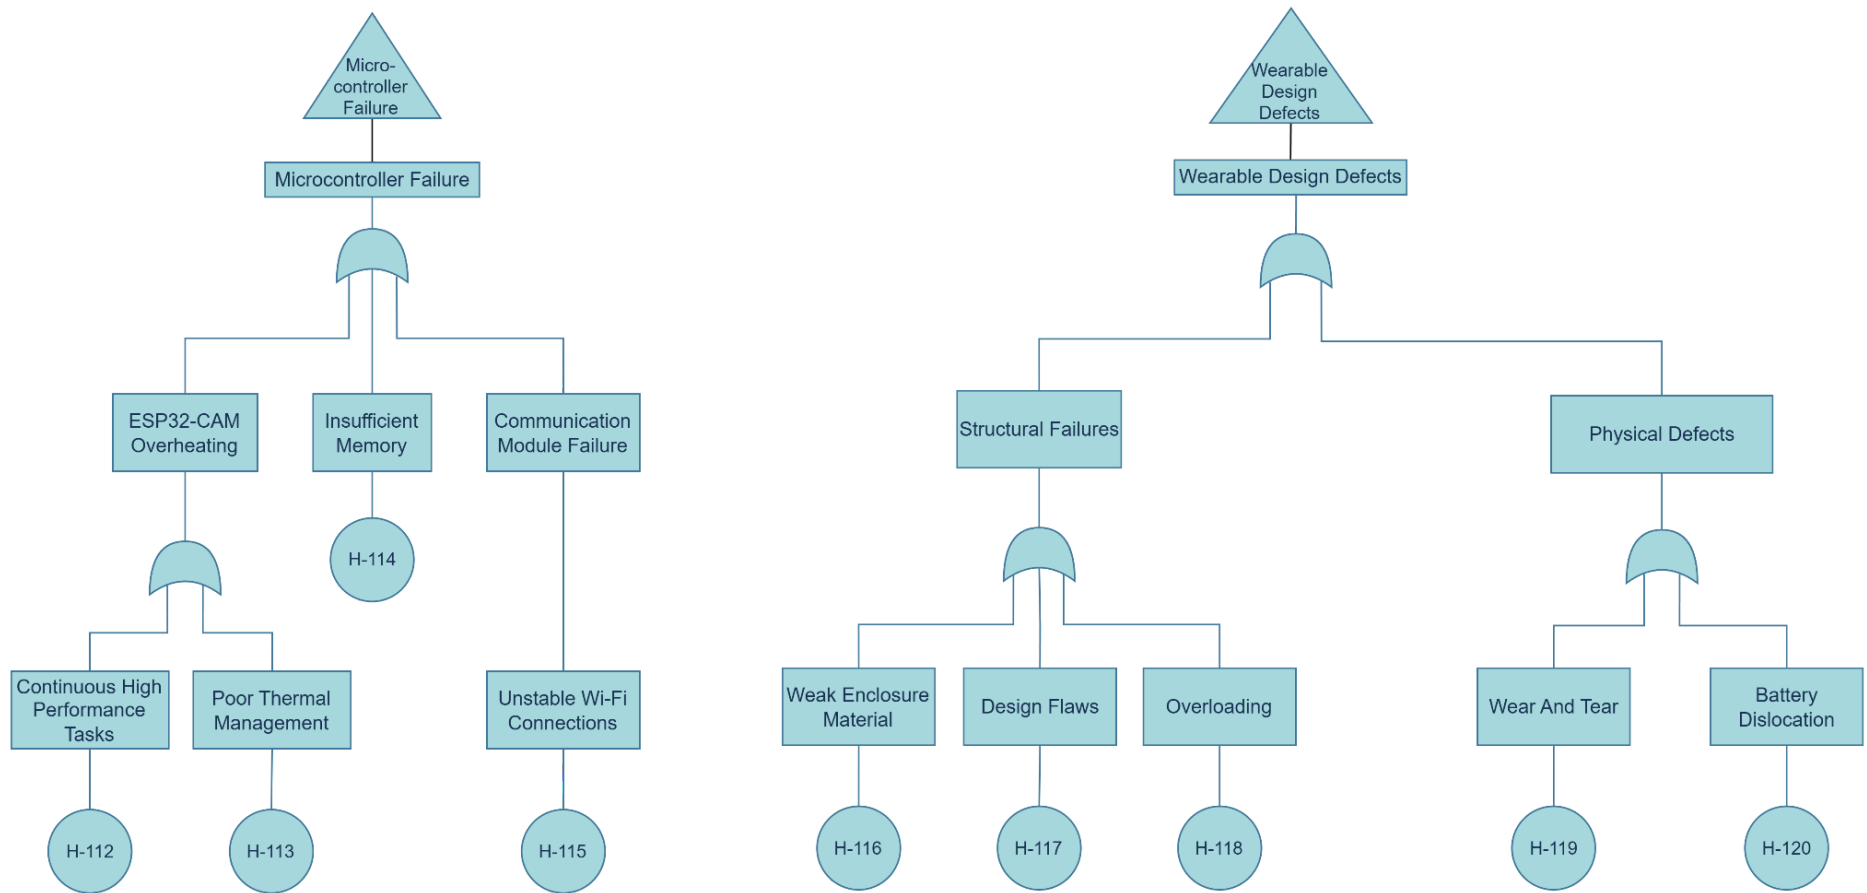 Micro-
controller
Failure
Microcontroller Failure
ESP32-CAM
Overheating
Insufficient
Memory
Communication
Module Failure
H-114
Continuous High
Performance
Tasks
Poor Thermal
Management
Unstable Wi-Fi
Connections
H-112
H-113
H-115
Wearable
Design
Defects
Wearable Design Defects
Structural Failures
Physical Defects
Weak Enclosure
Material
Design Flaws
Overloading
Wear And Tear
Battery
Dislocation
H-116
H-117
H-118
H-119
H-120